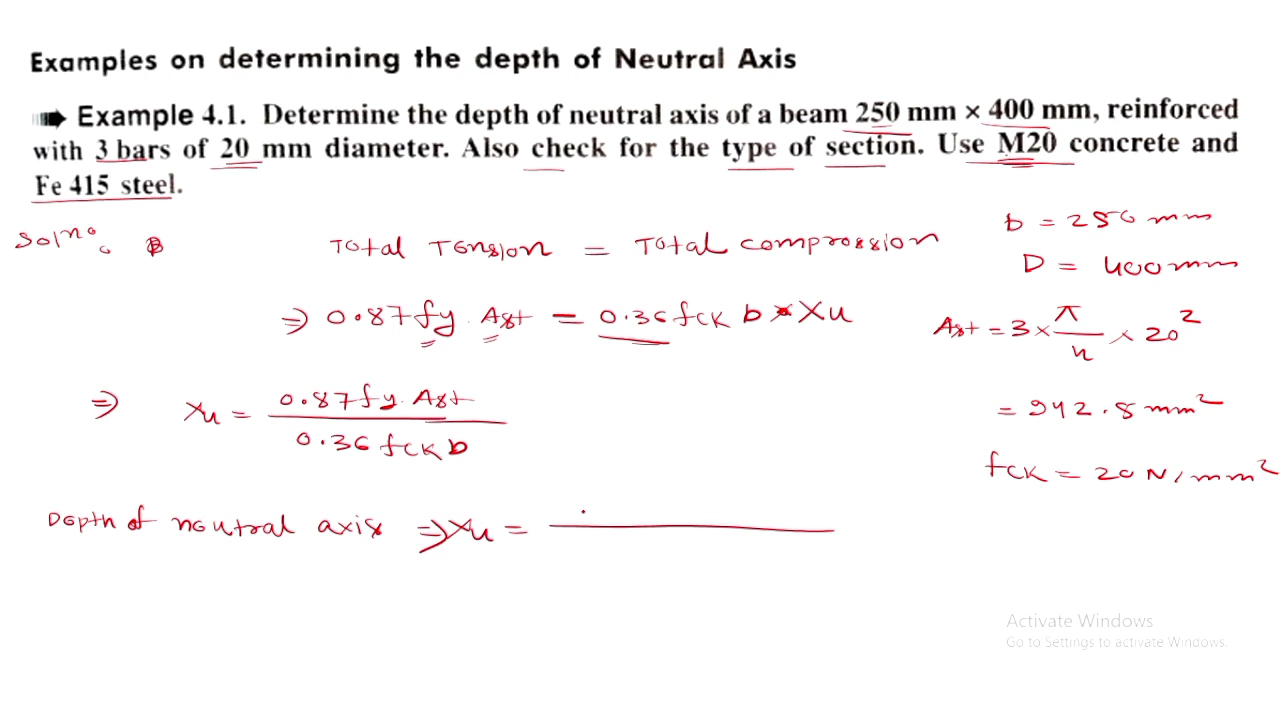 Examples on determining the depth of Neutral Axis
Example 4.1. Determine the depth of neutral axis of a beam 250 mm × 400 mm, reinforced
with 3 bars of 20 mm diameter. Also check for the type of section. Use M20 concrete and
Fe 415 steel.
Soln.
Total Tension = Total compression
b = 250 mm
D = 400mm
⇒ 0.87fy. Ast = 0.36fck b × Xu
Ast = 3 × π/4 × 20²
⇒ Xu = 0.87fy. Ast / 0.36 fck b
= 942.8 mm²
fck = 20 N/mm²
Depth of neutral axis ⇒ Xu =
Activate Windows
Go to Settings to activate Windows.